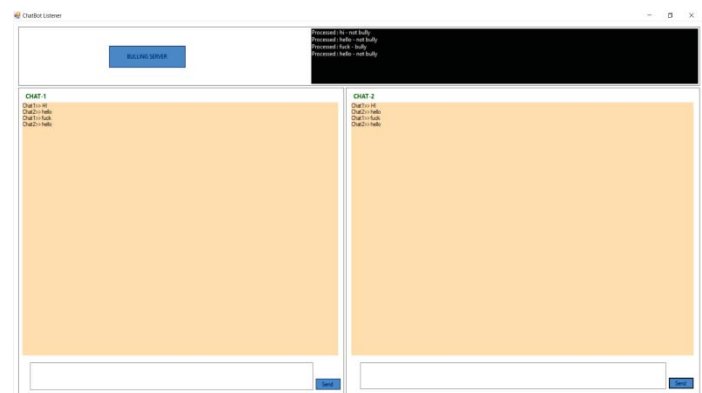 ChatBot Listener
BULLING SERVER
Processed : hi - not bully
Processed : hello - not bully
Processed : fuck - bully
Processed : hello - not bully
CHAT-1
Chat1>> Hi
Chat2>> hello
Chat1>> fuck
Chat2>> hello
Send
CHAT-2
Chat1>> Hi
Chat2>> hello
Chat1>> fuck
Chat2>> hello
Send